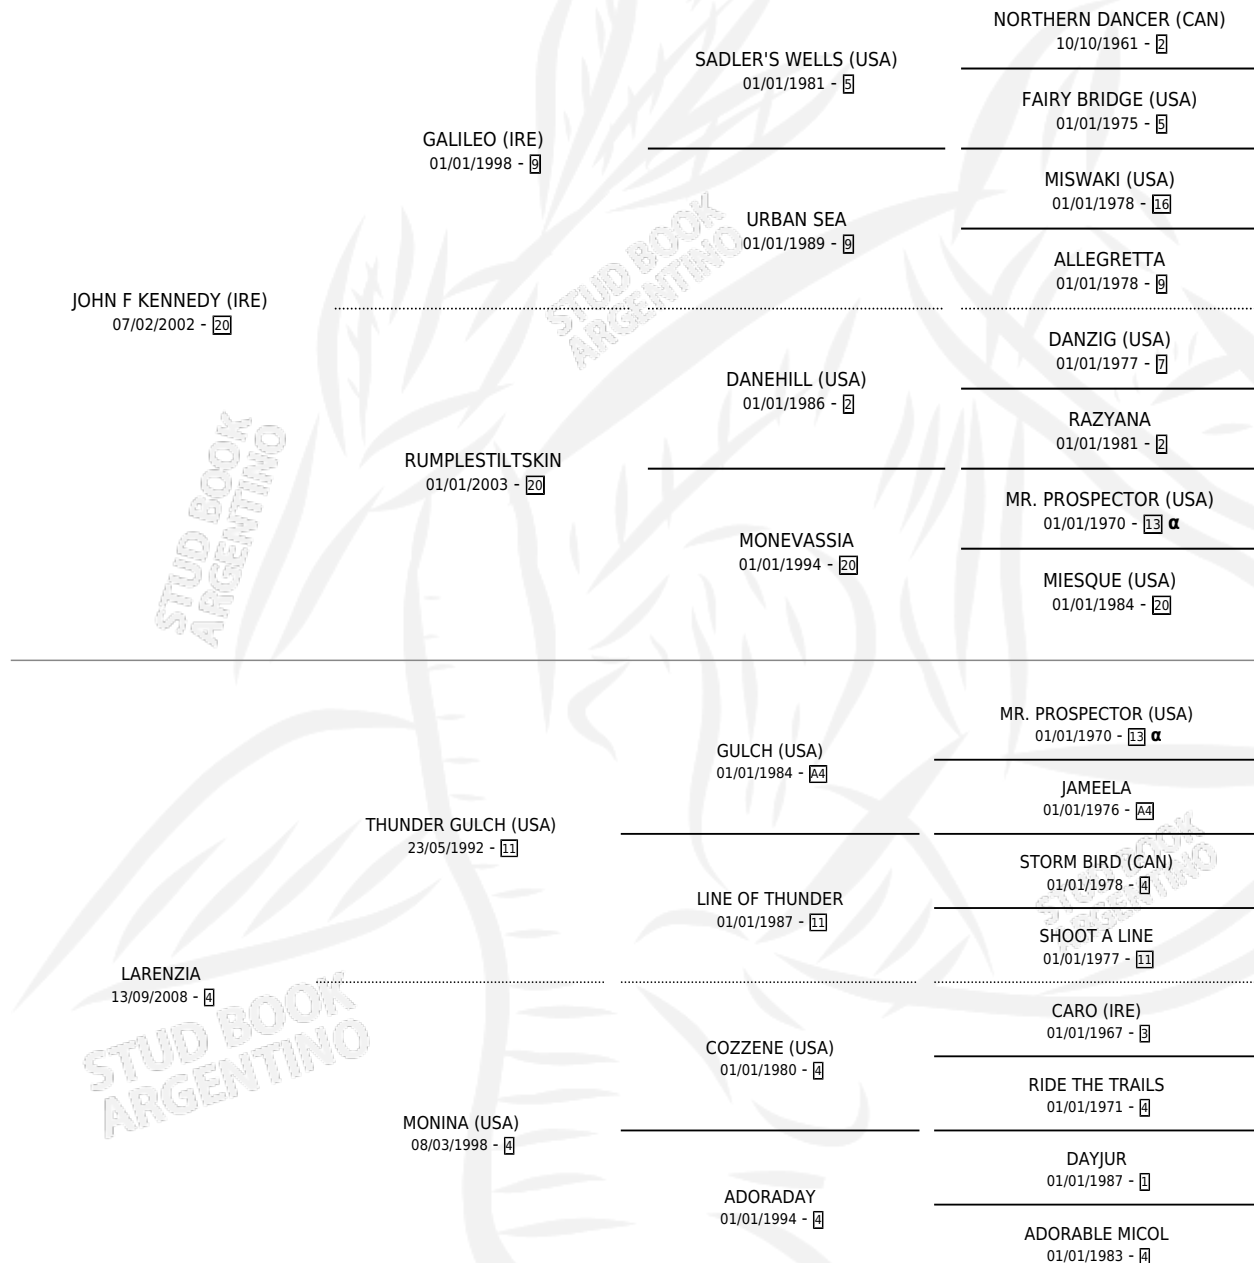 NORTHERN DANCER (CAN)
10/10/1961 - 2
SADLER'S WELLS (USA)
01/01/1981 - 5
FAIRY BRIDGE (USA)
01/01/1975 - 5
GALILEO (IRE)
01/01/1998 - 9
MISWAKI (USA)
01/01/1978 - 16
URBAN SEA
01/01/1989 - 9
ALLEGRETTA
01/01/1978 - 9
JOHN F KENNEDY (IRE)
07/02/2002 - 20
DANZIG (USA)
01/01/1977 - 7
DANEHILL (USA)
01/01/1986 - 2
RAZYANA
01/01/1981 - 2
RUMPLESTILTSKIN
01/01/2003 - 20
MR. PROSPECTOR (USA)
01/01/1970 - 13 α
MONEVASSIA
01/01/1994 - 20
MIESQUE (USA)
01/01/1984 - 20
MR. PROSPECTOR (USA)
01/01/1970 - 13 α
GULCH (USA)
01/01/1984 - A4
JAMEELA
01/01/1976 - A4
THUNDER GULCH (USA)
23/05/1992 - 11
STORM BIRD (CAN)
01/01/1978 - 4
LINE OF THUNDER
01/01/1987 - 11
SHOOT A LINE
01/01/1977 - 11
LARENZIA
13/09/2008 - 4
CARO (IRE)
01/01/1967 - 3
COZZENE (USA)
01/01/1980 - 4
RIDE THE TRAILS
01/01/1971 - 4
MONINA (USA)
08/03/1998 - 4
DAYJUR
01/01/1987 - 1
ADORADAY
01/01/1994 - 4
ADORABLE MICOL
01/01/1983 - 4
STUD BOOK
ARGENTINO
STUD BOOK
ARGENTINO
STUD BOOK
ARGENTINO
STUD BOOK
ARGENTINO